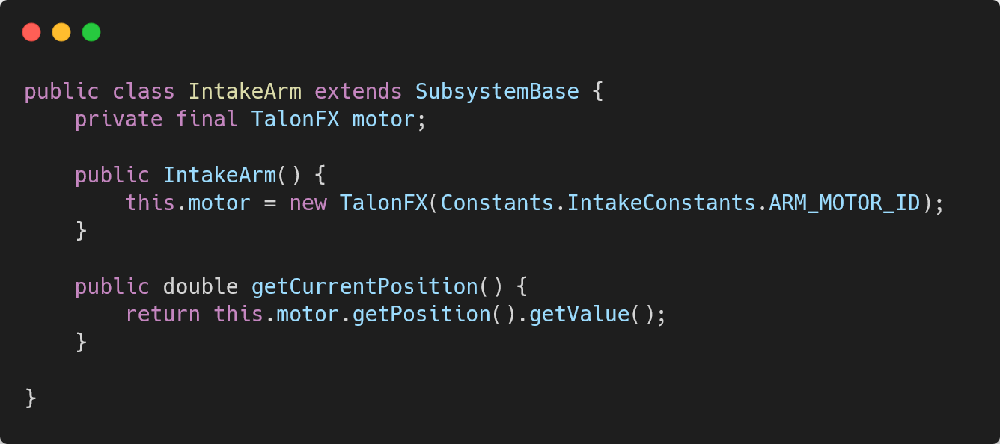 public class IntakeArm extends SubsystemBase {
    private final TalonFX motor;

    public IntakeArm() {
        this.motor = new TalonFX(Constants.IntakeConstants.ARM_MOTOR_ID);
    }

    public double getCurrentPosition() {
        return this.motor.getPosition().getValue();
    }

}